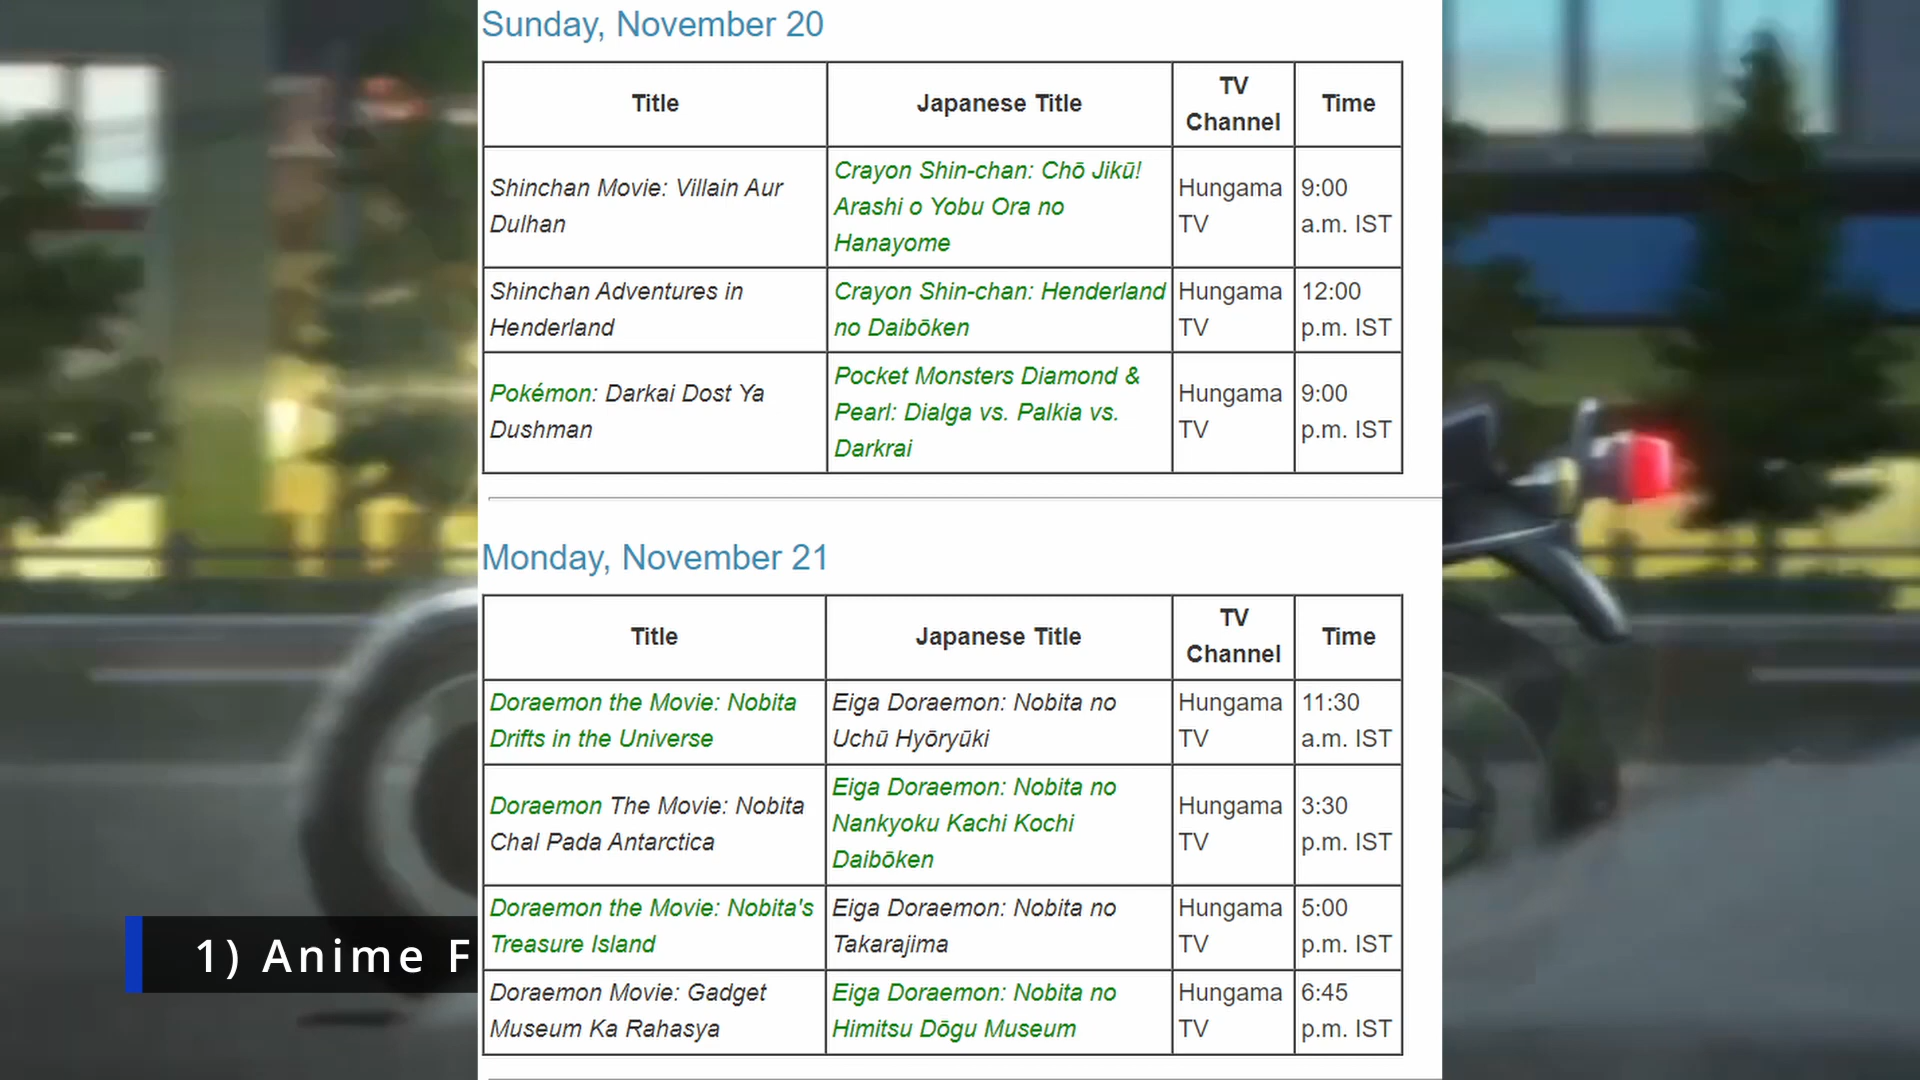 Sunday, November 20
Title
Japanese Title
TV
Channel
Time
Shinchan Movie: Villain Aur
Dulhan
Crayon Shin-chan: Chō Jikū!
Arashi o Yobu Ora no
Hanayome
Hungama
TV
9:00
a.m. IST
Shinchan Adventures in
Henderland
Crayon Shin-chan: Henderland
no Daibōken
Hungama
TV
12:00
p.m. IST
Pokémon: Darkai Dost Ya
Dushman
Pocket Monsters Diamond &
Pearl: Dialga vs. Palkia vs.
Darkrai
Hungama
TV
9:00
p.m. IST
Monday, November 21
Title
Japanese Title
TV
Channel
Time
Doraemon the Movie: Nobita
Drifts in the Universe
Eiga Doraemon: Nobita no
Uchū Hyōryūki
Hungama
TV
11:30
a.m. IST
Doraemon The Movie: Nobita
Chal Pada Antarctica
Eiga Doraemon: Nobita no
Nankyoku Kachi Kochi
Daibōken
Hungama
TV
3:30
p.m. IST
Doraemon the Movie: Nobita's
Treasure Island
Eiga Doraemon: Nobita no
Takarajima
Hungama
TV
5:00
p.m. IST
Doraemon Movie: Gadget
Museum Ka Rahasya
Eiga Doraemon: Nobita no
Himitsu Dōgu Museum
Hungama
TV
6:45
p.m. IST
1) Anime F